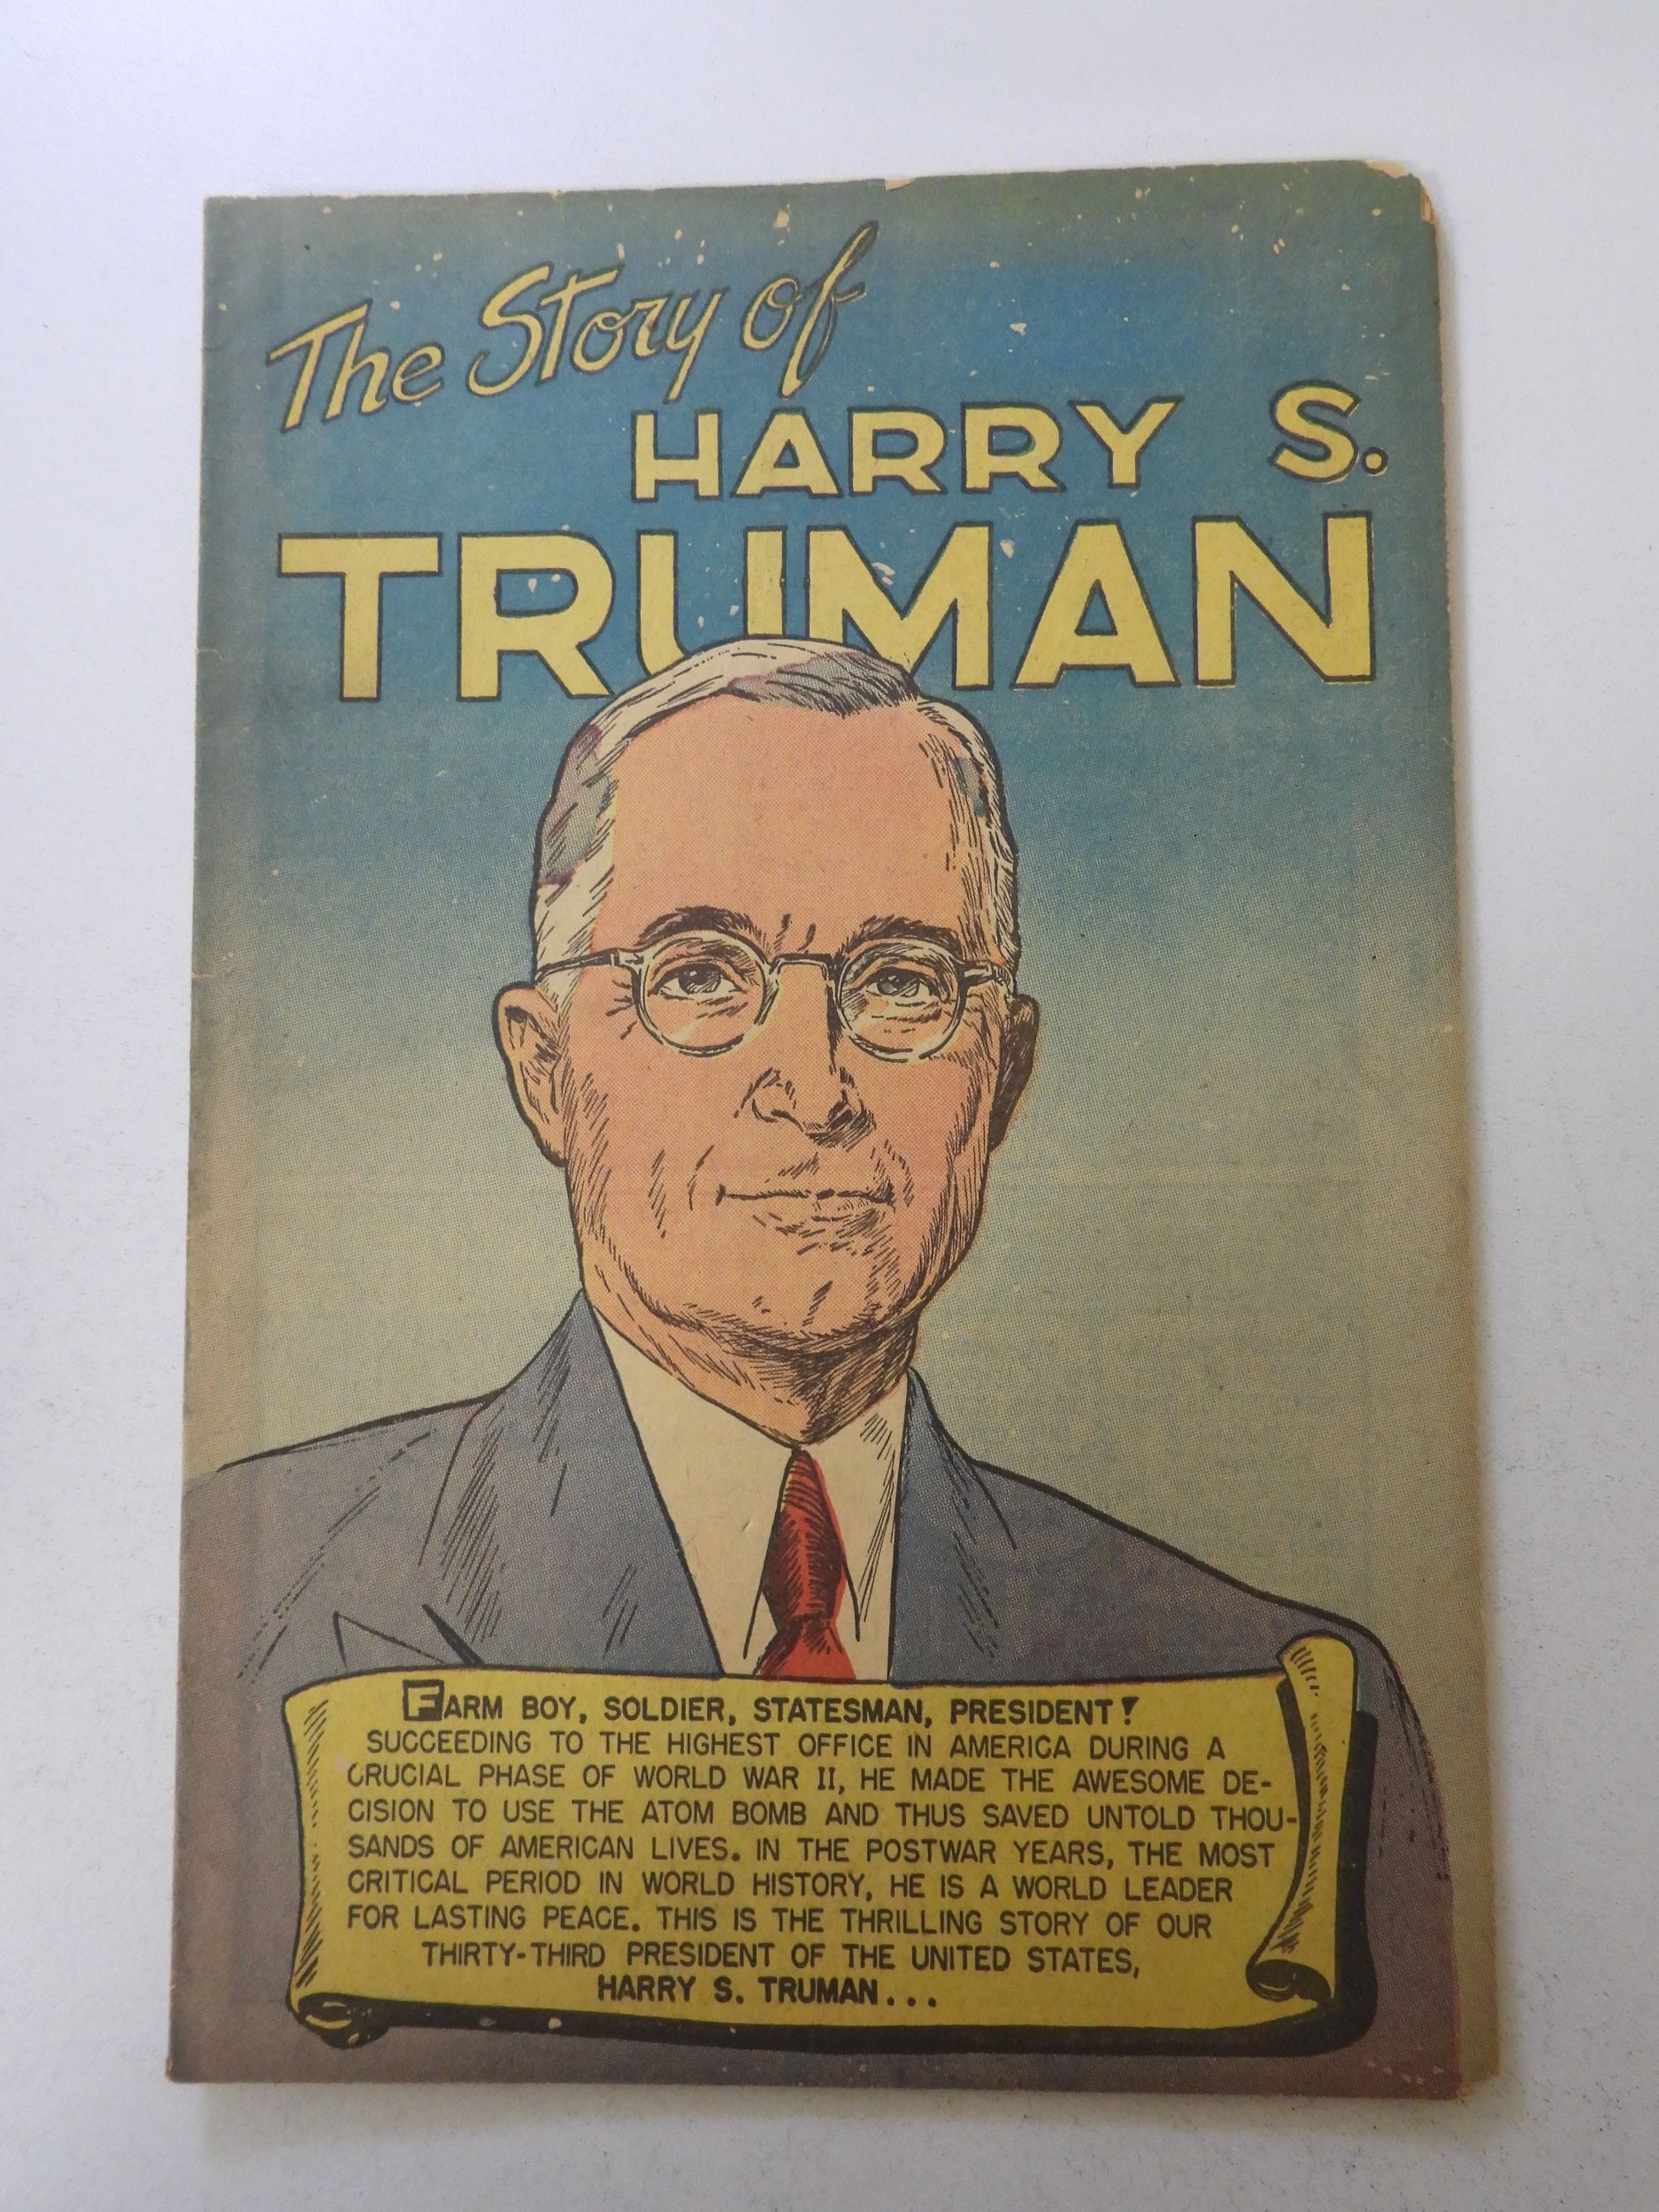 The Story of
HARRY S.
TRUMAN
FARM BOY, SOLDIER, STATESMAN, PRESIDENT!
SUCCEEDING TO THE HIGHEST OFFICE IN AMERICA DURING A
CRUCIAL PHASE OF WORLD WAR II, HE MADE THE AWESOME DE-
CISION TO USE THE ATOM BOMB AND THUS SAVED UNTOLD THOU-
SANDS OF AMERICAN LIVES. IN THE POSTWAR YEARS, THE MOST
CRITICAL PERIOD IN WORLD HISTORY, HE IS A WORLD LEADER
FOR LASTING PEACE. THIS IS THE THRILLING STORY OF OUR
THIRTY-THIRD PRESIDENT OF THE UNITED STATES,
HARRY S. TRUMAN...